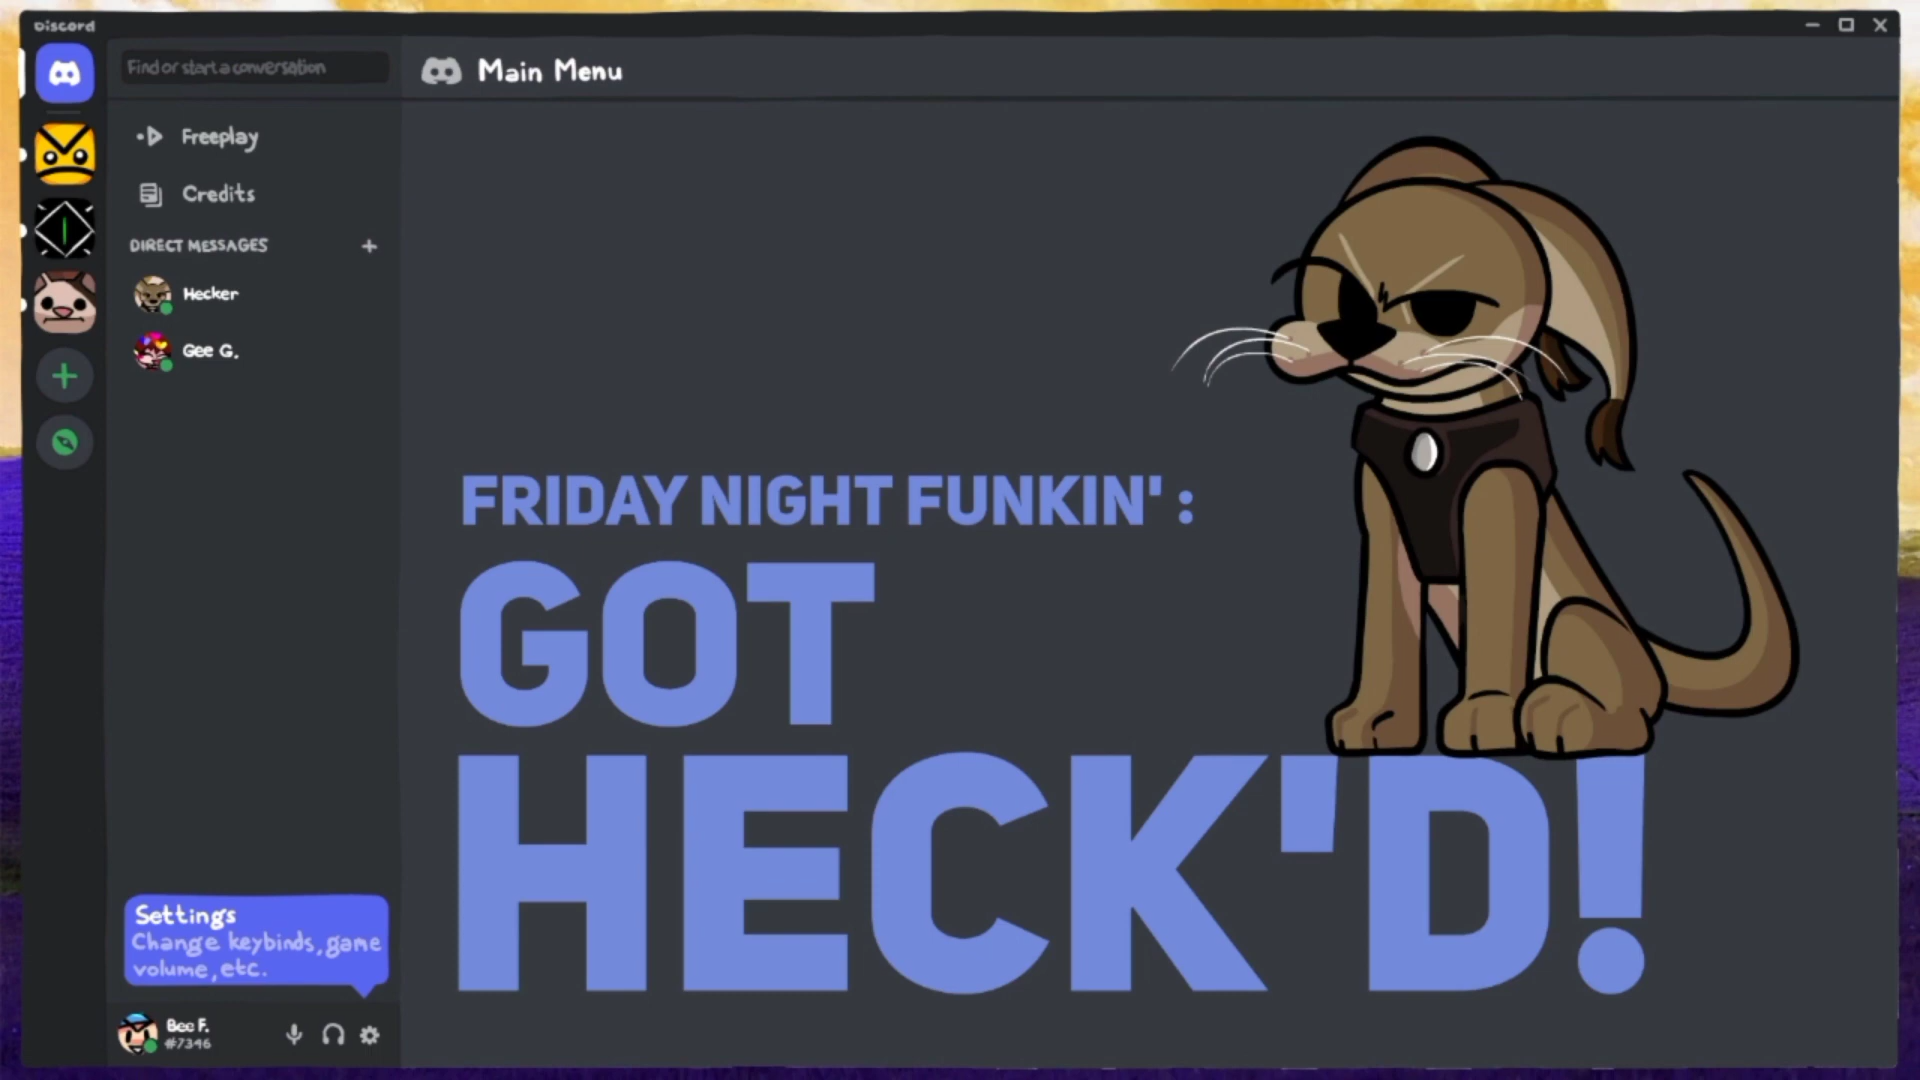 Discord
Find or start a conversation
Main Menu
Freeplay
Credits
DIRECT MESSAGES
Hecker
Gee G.
FRIDAY NIGHT FUNKIN' :
GOT
HECK'D!
Settings
Change keybinds, game
volume, etc.
Bee F.
#7346